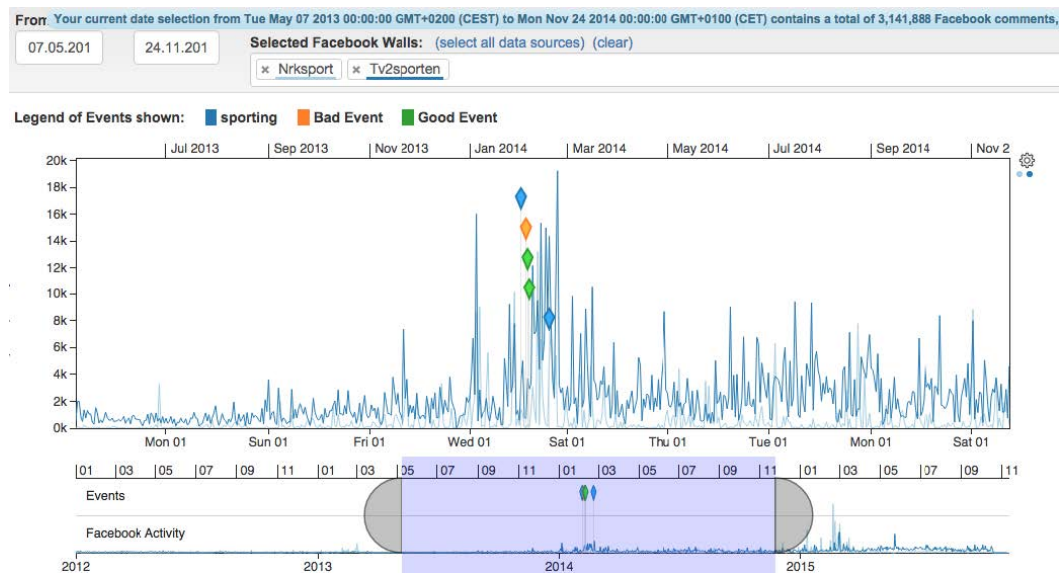 From Your current date selection from Tue May 07 2013 00:00:00 GMT+0200 (CEST) to Mon Nov 24 2014 00:00:00 GMT+0100 (CET) contains a total of 3,141,888 Facebook comments,
07.05.201 24.11.201 Selected Facebook Walls: (select all data sources) (clear)
× Nrksport × Tv2sporten
Legend of Events shown: sporting Bad Event Good Event
Jul 2013 Sep 2013 Nov 2013 Jan 2014 Mar 2014 May 2014 Jul 2014 Sep 2014 Nov 2
20k
18k
16k
14k
12k
10k
8k
6k
4k
2k
0k
Mon 01 Sun 01 Fri 01 Wed 01 Sat 01 Thu 01 Tue 01 Mon 01 Sat 01
01 03 05 07 09 11 01 03 05 07 09 11 01 03 05 07 09 11 01 03 05 07 09 11
Events
Facebook Activity
2012 2013 2014 2015